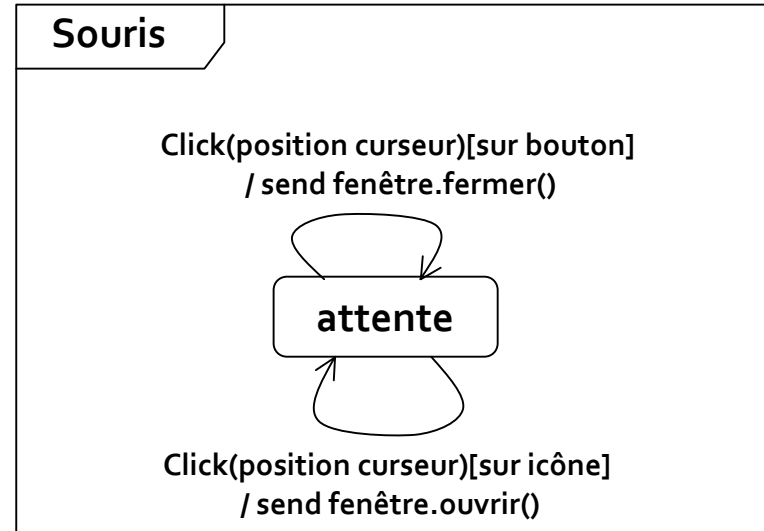 Souris
Click(position curseur)[sur bouton]
/ send fenêtre.fermer()
attente
Click(position curseur)[sur icône]
/ send fenêtre.ouvrir()